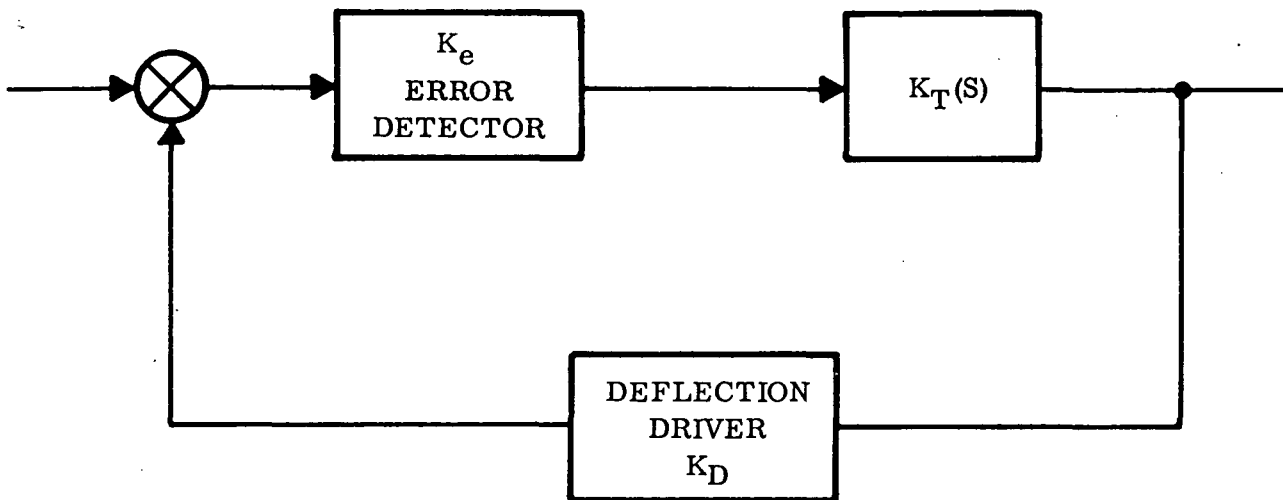 K_e
ERROR
DETECTOR
K_T(S)
DEFLECTION
DRIVER
K_D